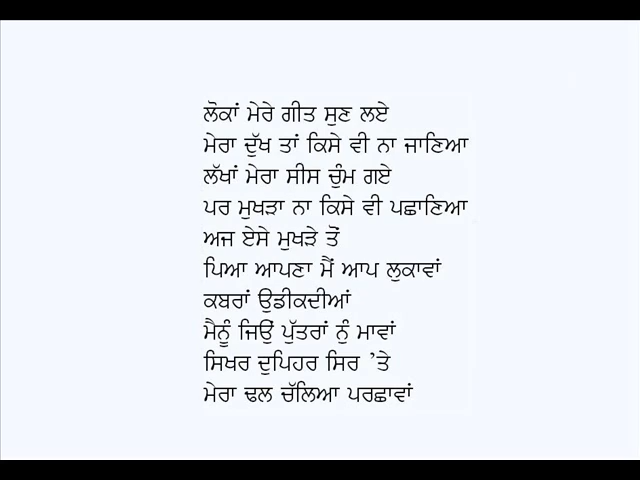 ਲੋਕਾਂ ਮੇਰੇ ਗੀਤ ਸੁਣ ਲਏ
ਮੇਰਾ ਦੁੱਖ ਤਾਂ ਕਿਸੇ ਵੀ ਨਾ ਜਾਣਿਆ
ਲੱਖਾਂ ਮੇਰਾ ਸੀਸ ਚੁੰਮ ਗਏ
ਪਰ ਮੁਖੜਾ ਨਾ ਕਿਸੇ ਵੀ ਪਛਾਣਿਆ
ਅਜ ਏਸੇ ਮੁਖੜੇ ਤੋਂ
ਪਿਆ ਆਪਣਾ ਮੈਂ ਆਪ ਲੁਕਾਵਾਂ
ਕਬਰਾਂ ਉਡੀਕਦੀਆਂ
ਮੈਨੂੰ ਜਿਉਂ ਪੁੱਤਰਾਂ ਨੂੰ ਮਾਵਾਂ
ਸਿਖਰ ਦੁਪਿਹਰ ਸਿਰ ’ਤੇ
ਮੇਰਾ ਢਲ ਚੱਲਿਆ ਪਰਛਾਵਾਂ